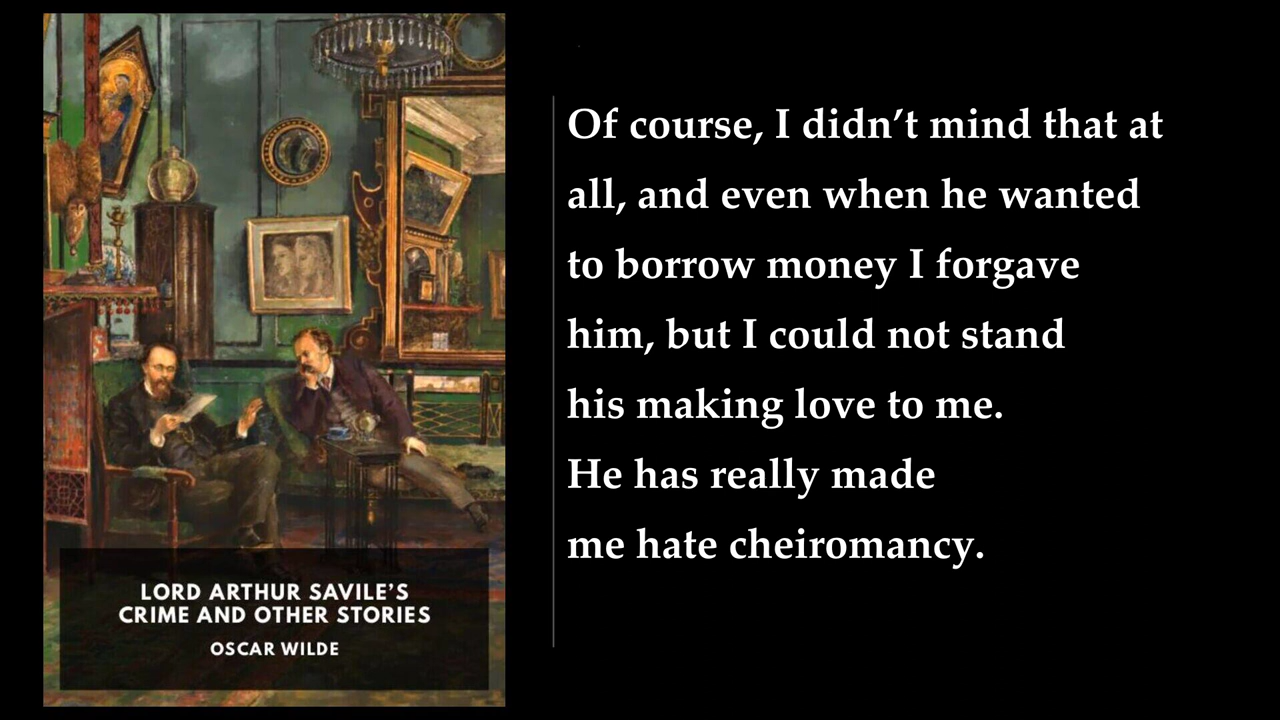 Of course, I didn’t mind that at
all, and even when he wanted
to borrow money I forgave
him, but I could not stand
his making love to me.
He has really made
me hate cheiromancy.
LORD ARTHUR SAVILE’S
CRIME AND OTHER STORIES
OSCAR WILDE